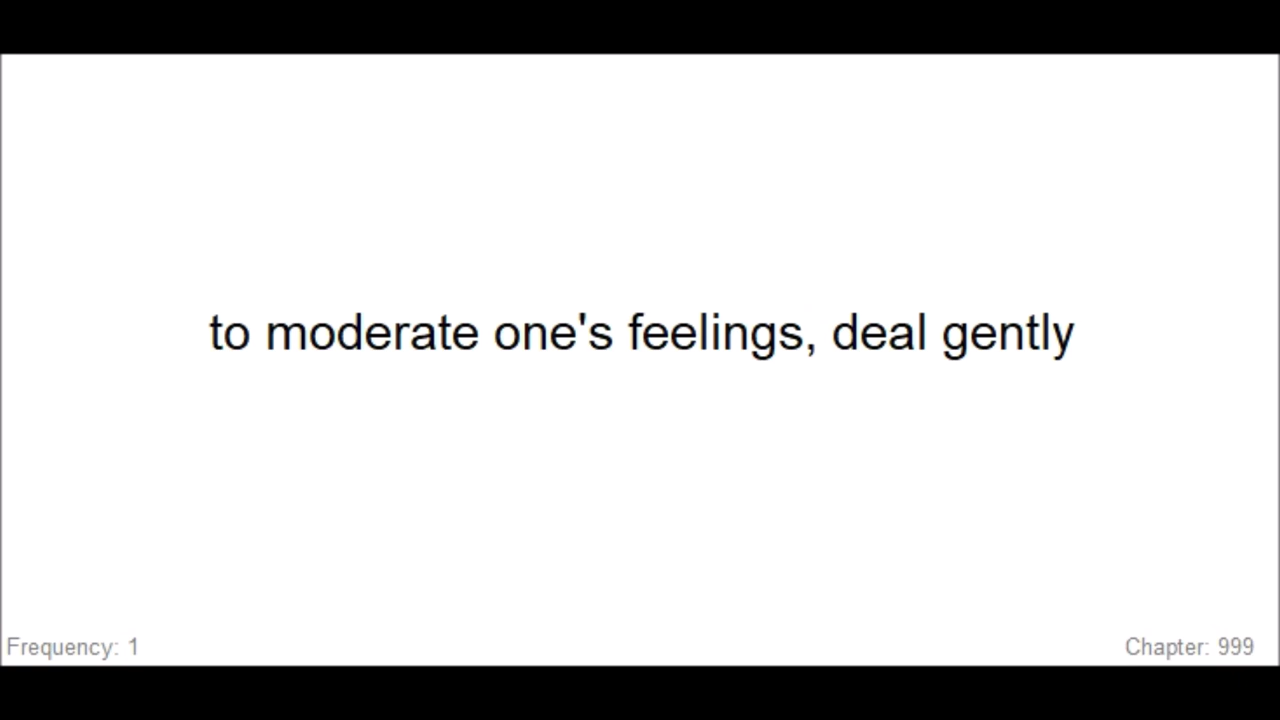 to moderate one's feelings, deal gently
Frequency: 1
Chapter: 999